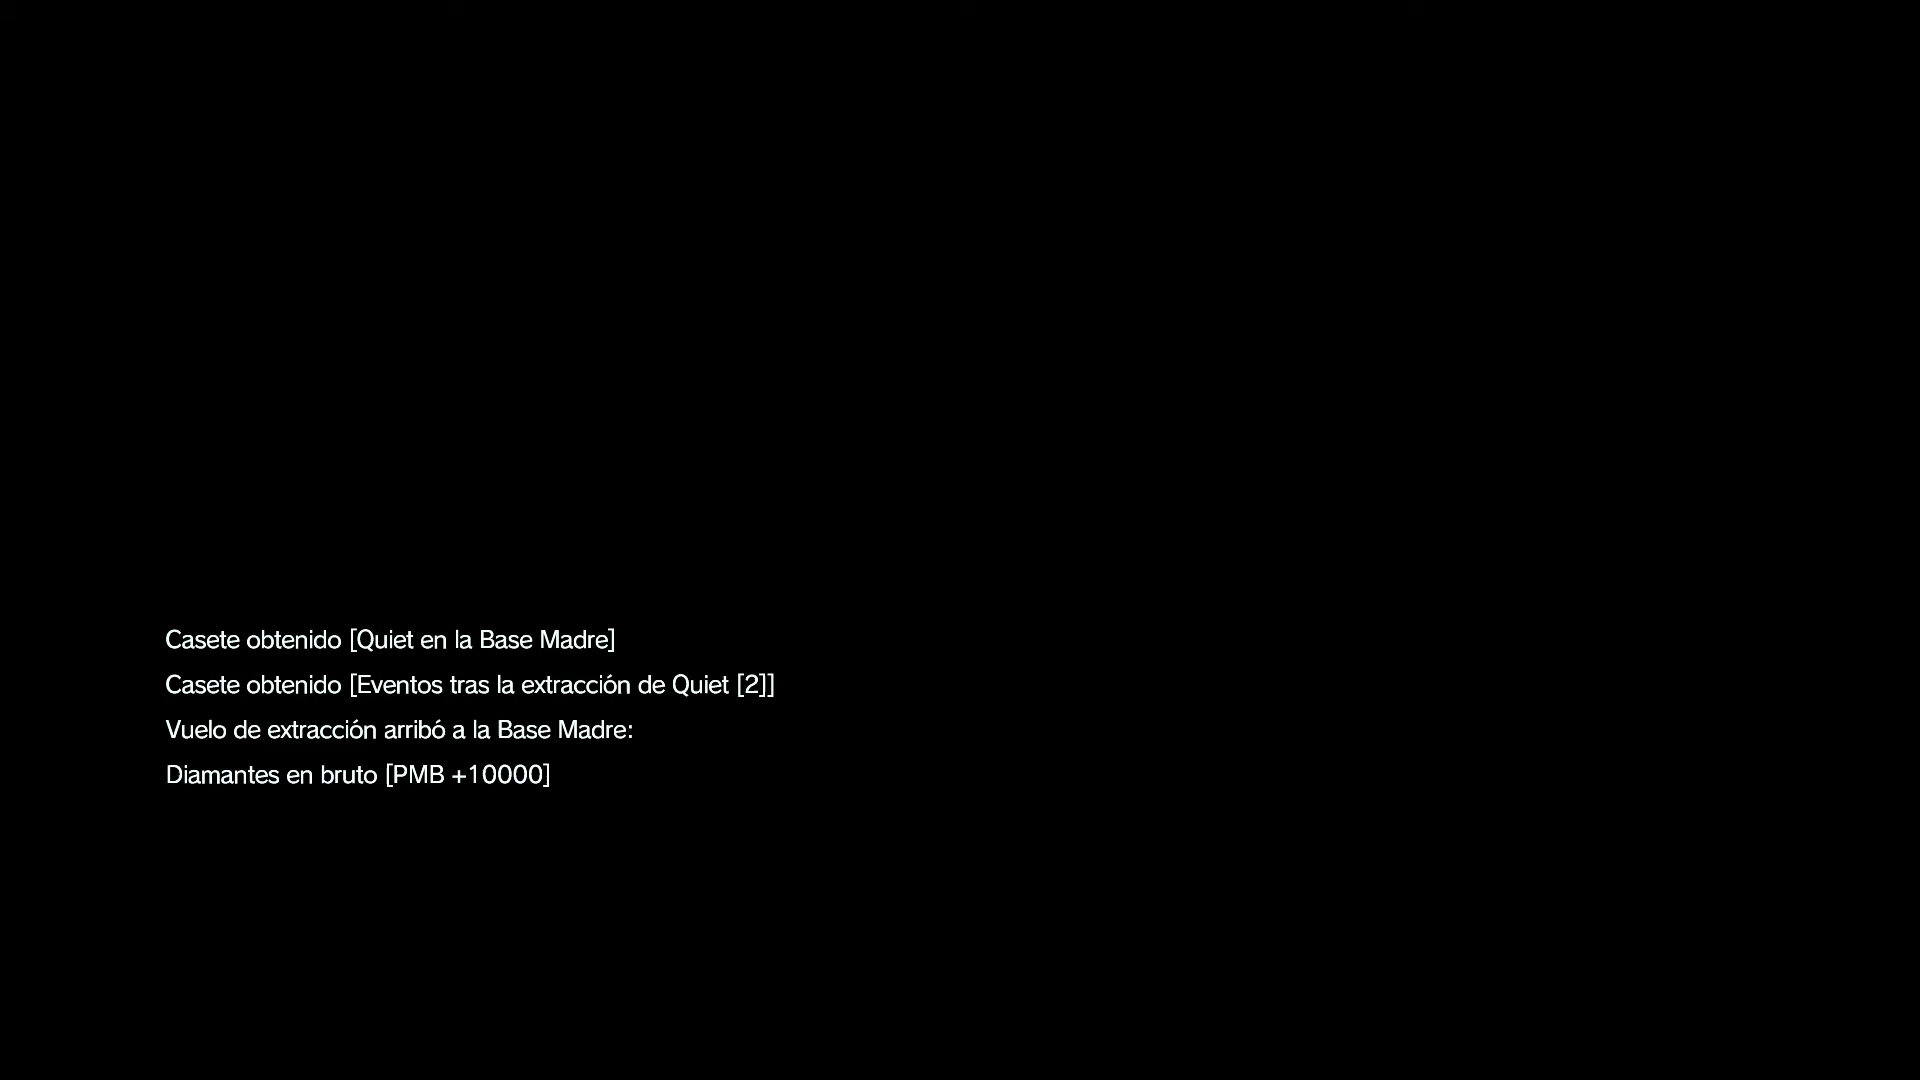 Casete obtenido [Quiet en la Base Madre]
Casete obtenido [Eventos tras la extracción de Quiet [2]]
Vuelo de extracción arribó a la Base Madre:
Diamantes en bruto [PMB +10000]